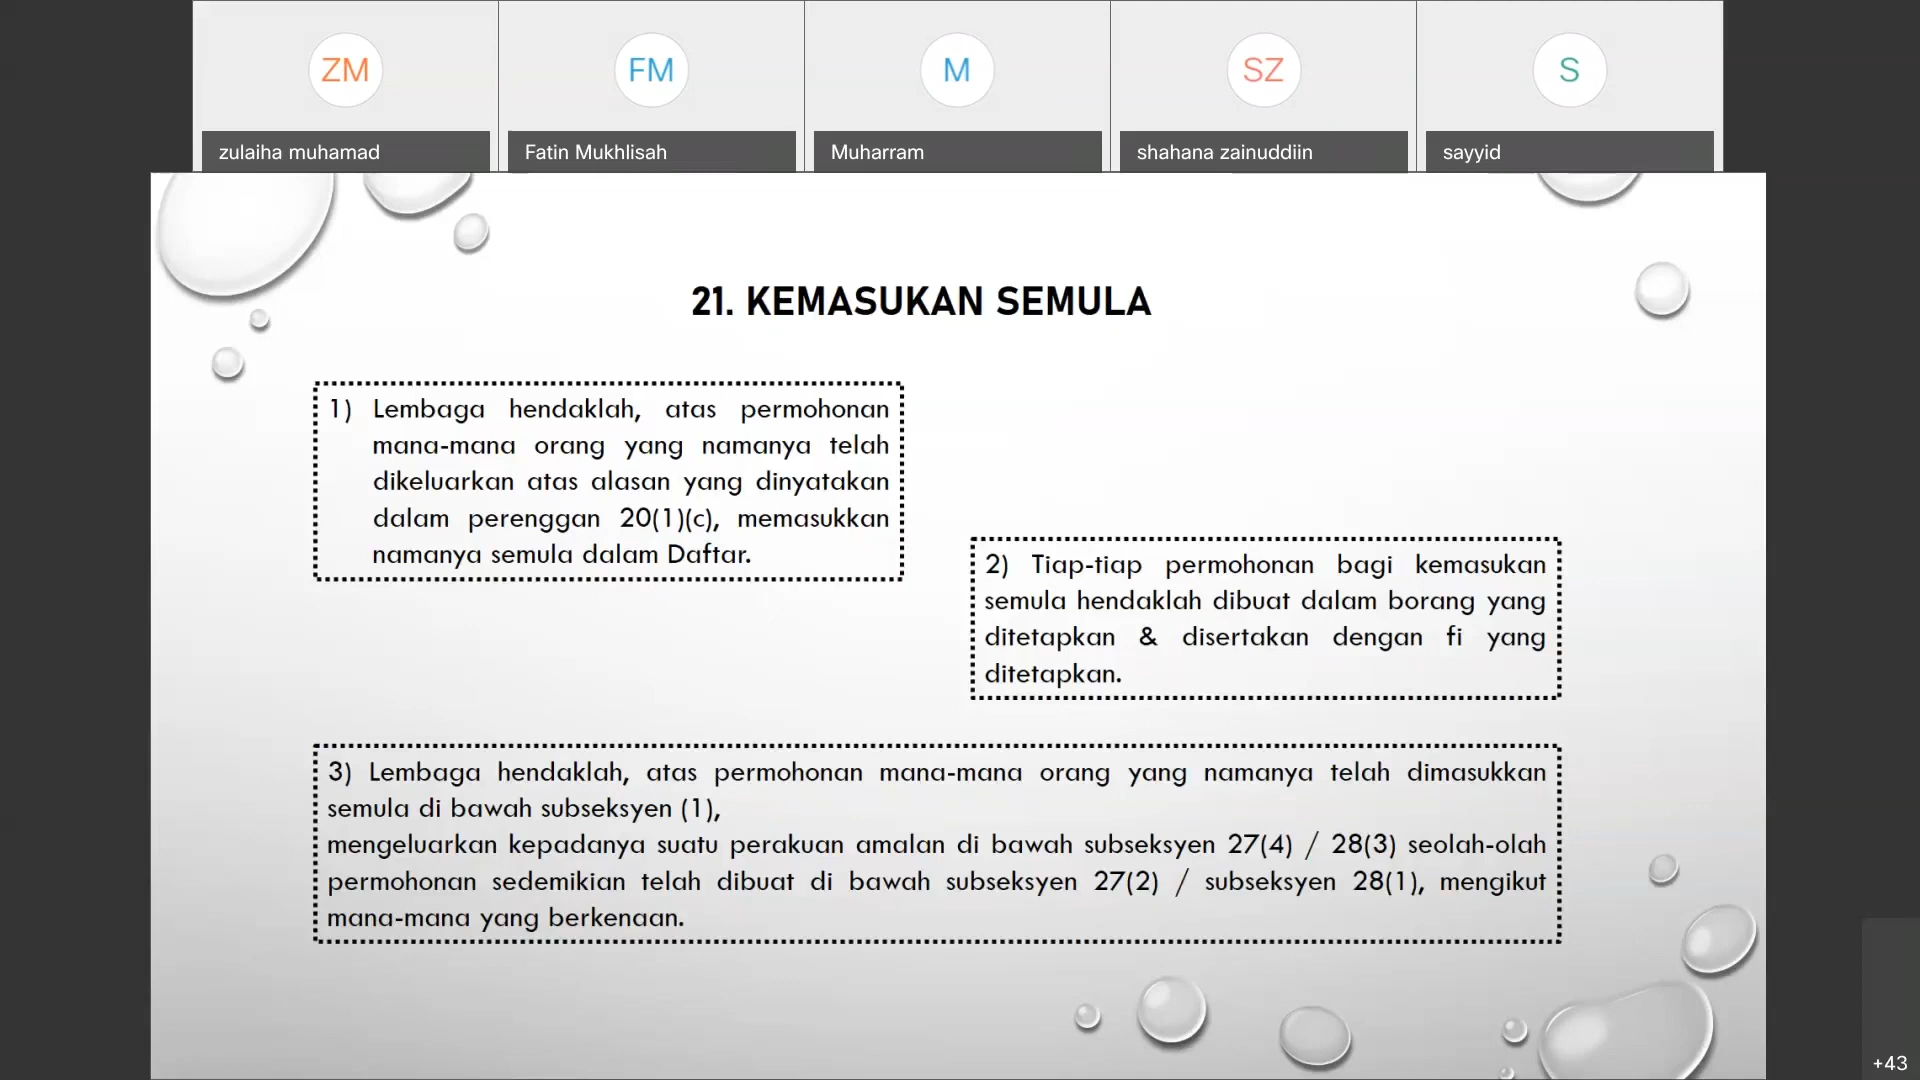 ZM
FM
M
SZ
S
zulaiha muhamad
Fatin Mukhlisah
Muharram
shahana zainuddiin
sayyid
21. KEMASUKAN SEMULA
1) Lembaga hendaklah, atas permohonan
mana-mana orang yang namanya telah
dikeluarkan atas alasan yang dinyatakan
dalam perenggan 20(1)(c), memasukkan
namanya semula dalam Daftar.
2) Tiap-tiap permohonan bagi kemasukan
semula hendaklah dibuat dalam borang yang
ditetapkan & disertakan dengan fi yang
ditetapkan.
3) Lembaga hendaklah, atas permohonan mana-mana orang yang namanya telah dimasukkan
semula di bawah subseksyen (1),
mengeluarkan kepadanya suatu perakuan amalan di bawah subseksyen 27(4) / 28(3) seolah-olah
permohonan sedemikian telah dibuat di bawah subseksyen 27(2) / subseksyen 28(1), mengikut
mana-mana yang berkenaan.
+43